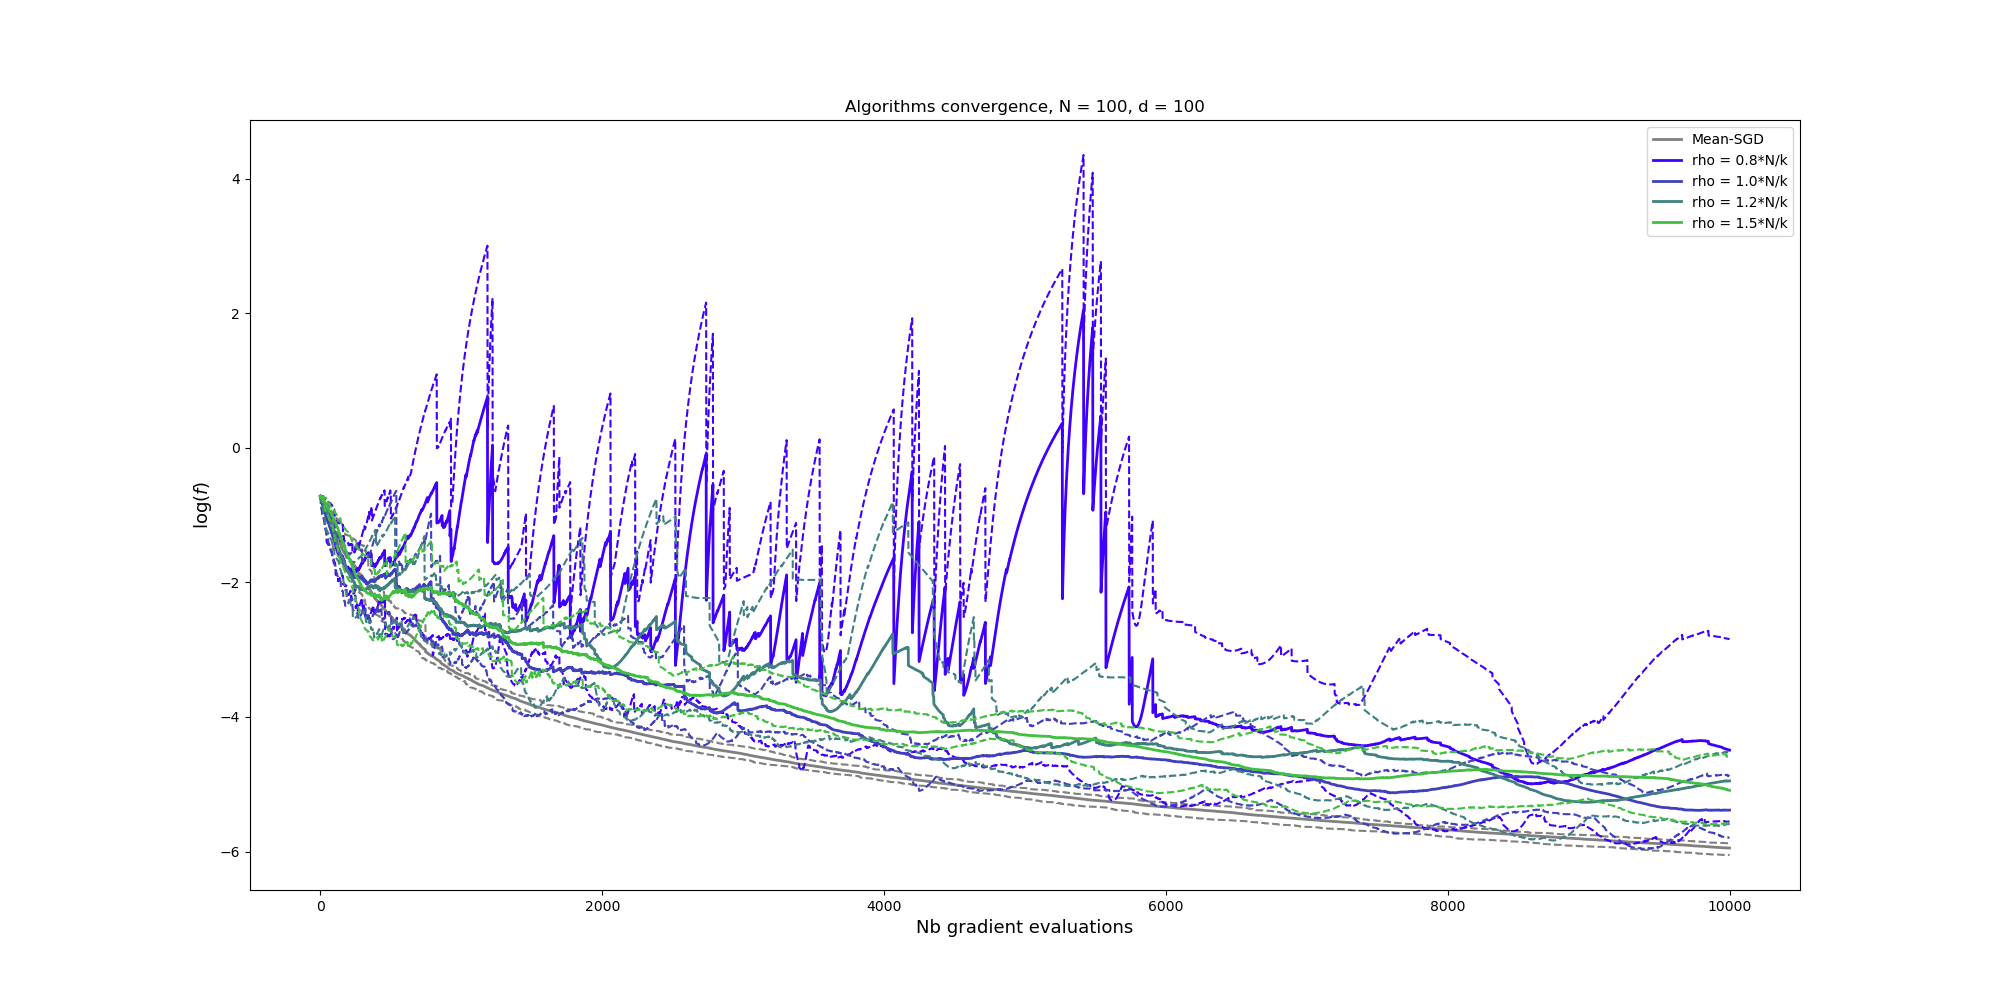 Algorithms convergence, N = 100, d = 100
Mean-SGD
rho = 0.8*N/k
rho = 1.0*N/k
rho = 1.2*N/k
rho = 1.5*N/k
4
2
0
−2
−4
−6
log(f)
0 2000 4000 6000 8000 10000
Nb gradient evaluations